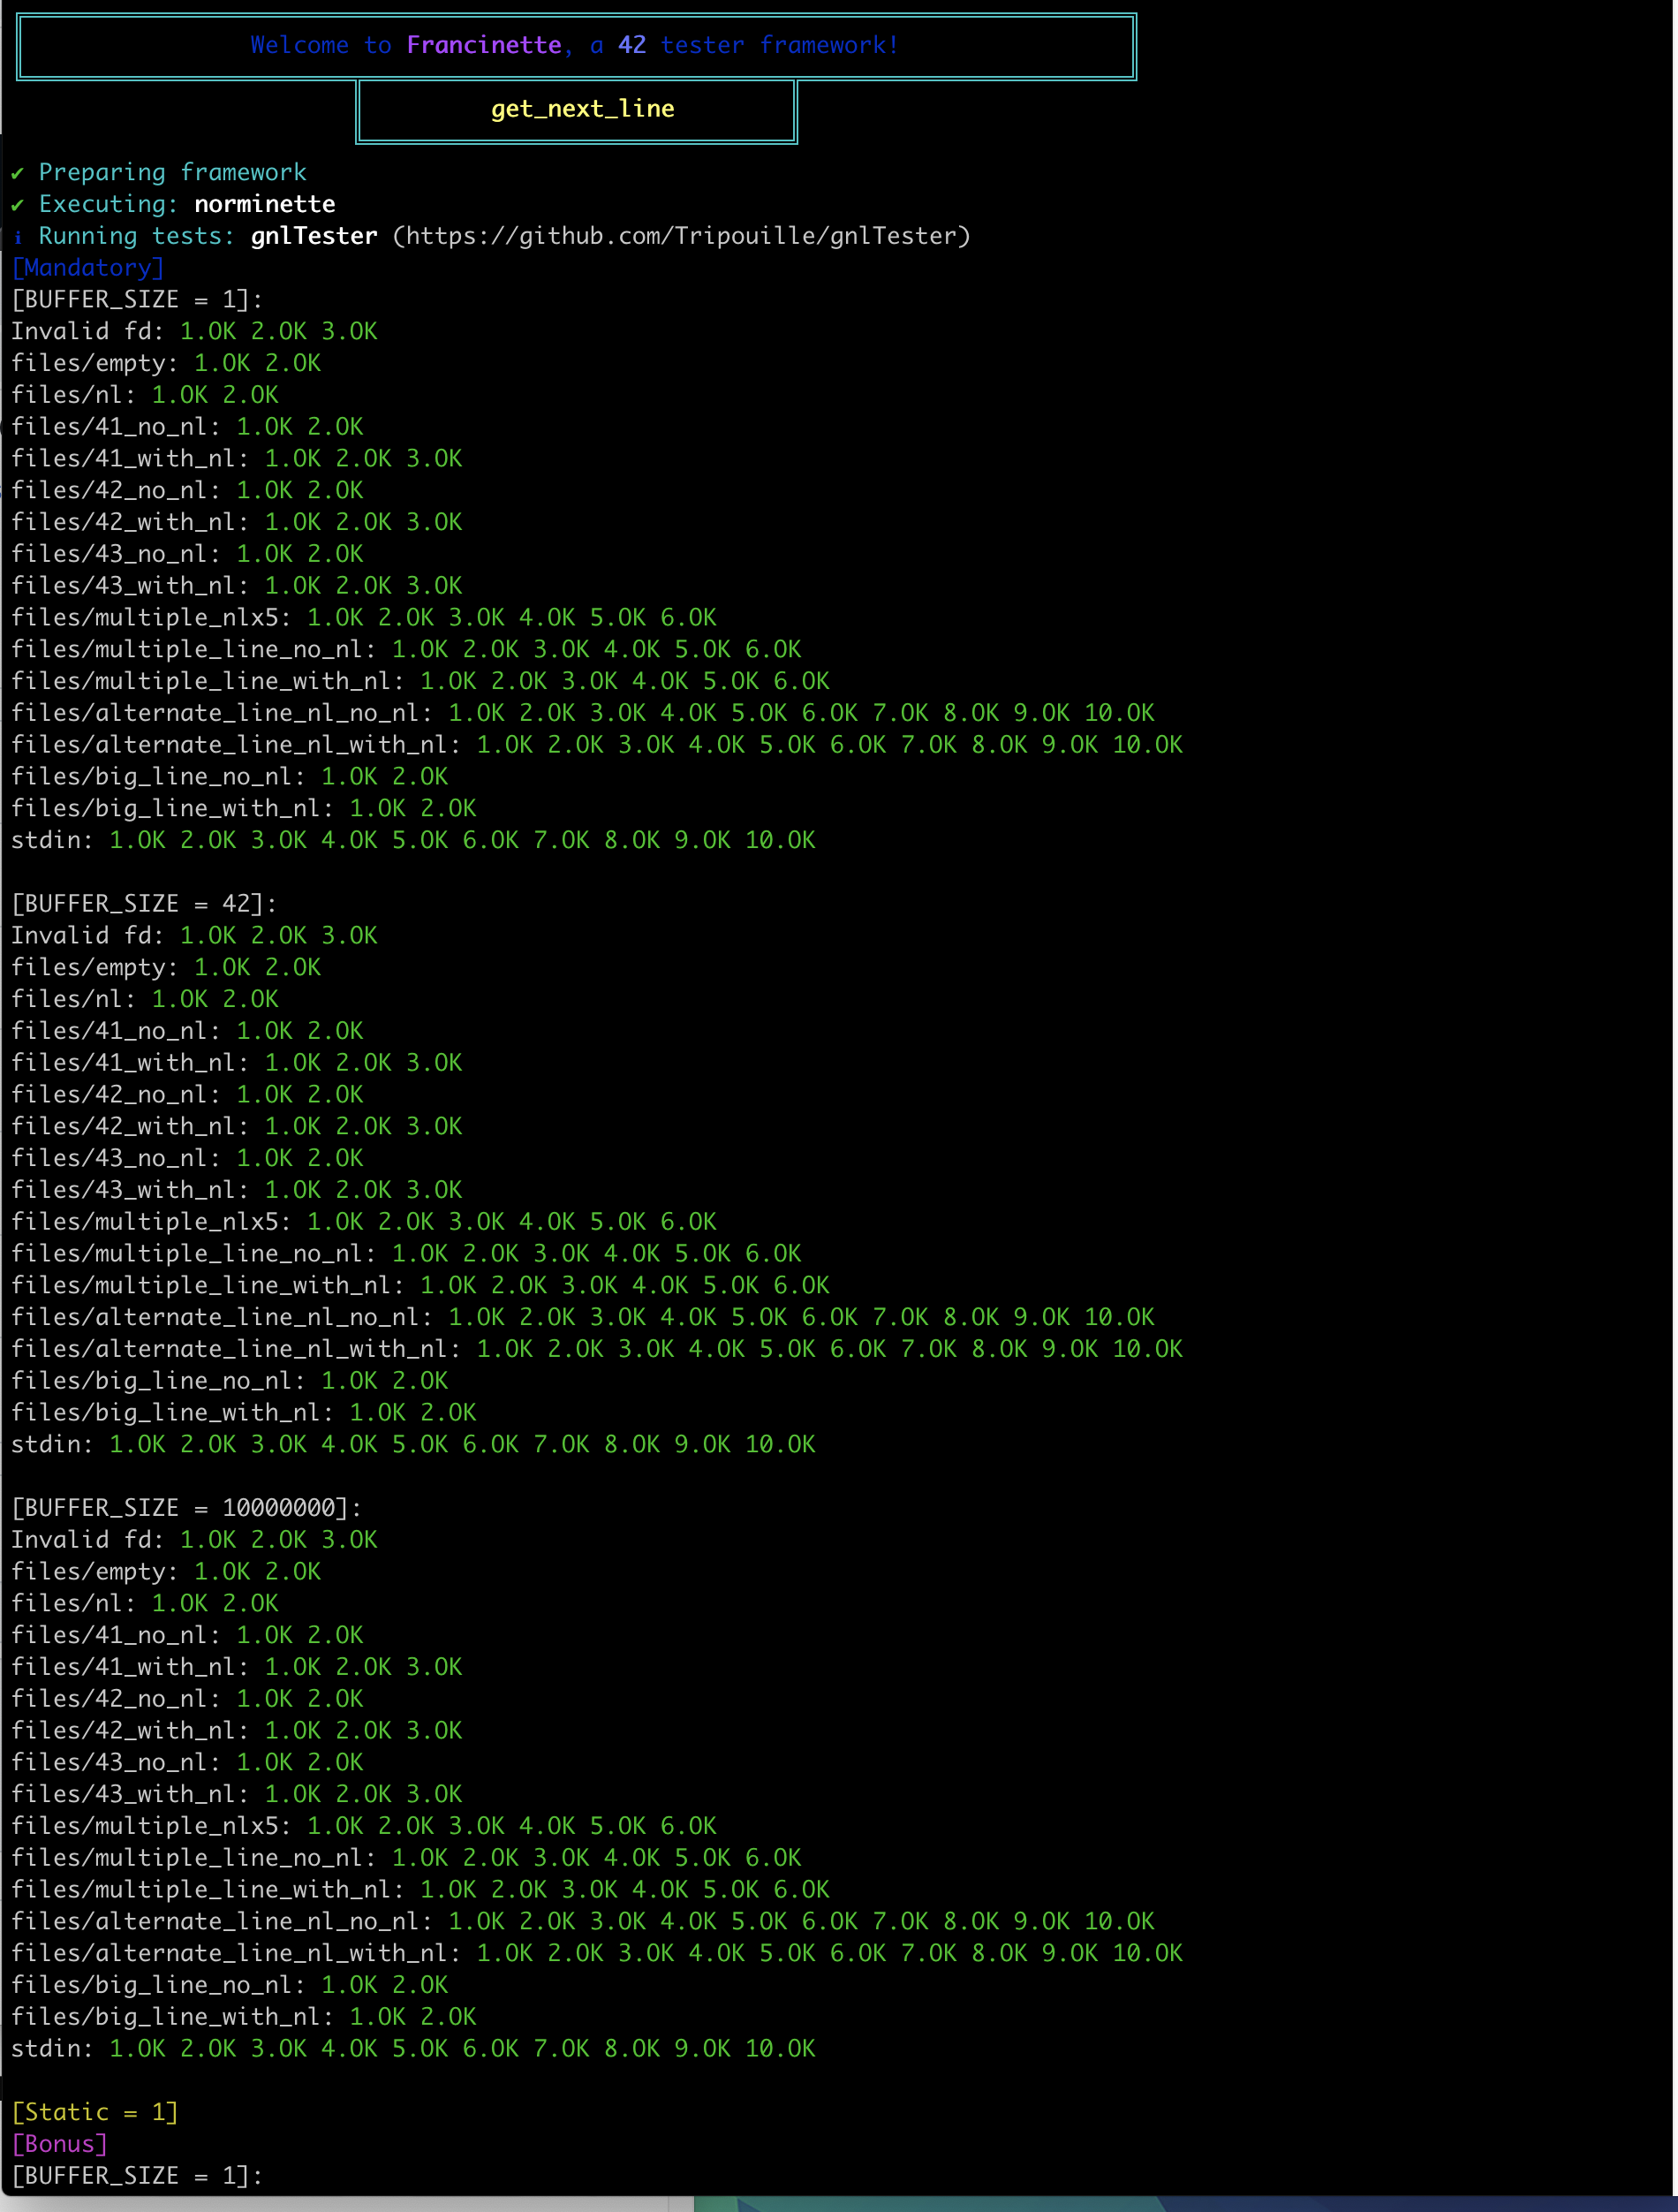 Welcome to Francinette, a 42 tester framework!
get_next_line
✔ Preparing framework
✔ Executing: norminette
ℹ Running tests: gnlTester (https://github.com/Tripouille/gnlTester)
[Mandatory]
[BUFFER_SIZE = 1]:
Invalid fd: 1.OK 2.OK 3.OK
files/empty: 1.OK 2.OK
files/nl: 1.OK 2.OK
files/41_no_nl: 1.OK 2.OK
files/41_with_nl: 1.OK 2.OK 3.OK
files/42_no_nl: 1.OK 2.OK
files/42_with_nl: 1.OK 2.OK 3.OK
files/43_no_nl: 1.OK 2.OK
files/43_with_nl: 1.OK 2.OK 3.OK
files/multiple_nlx5: 1.OK 2.OK 3.OK 4.OK 5.OK 6.OK
files/multiple_line_no_nl: 1.OK 2.OK 3.OK 4.OK 5.OK 6.OK
files/multiple_line_with_nl: 1.OK 2.OK 3.OK 4.OK 5.OK 6.OK
files/alternate_line_nl_no_nl: 1.OK 2.OK 3.OK 4.OK 5.OK 6.OK 7.OK 8.OK 9.OK 10.OK
files/alternate_line_nl_with_nl: 1.OK 2.OK 3.OK 4.OK 5.OK 6.OK 7.OK 8.OK 9.OK 10.OK
files/big_line_no_nl: 1.OK 2.OK
files/big_line_with_nl: 1.OK 2.OK
stdin: 1.OK 2.OK 3.OK 4.OK 5.OK 6.OK 7.OK 8.OK 9.OK 10.OK
[BUFFER_SIZE = 42]:
Invalid fd: 1.OK 2.OK 3.OK
files/empty: 1.OK 2.OK
files/nl: 1.OK 2.OK
files/41_no_nl: 1.OK 2.OK
files/41_with_nl: 1.OK 2.OK 3.OK
files/42_no_nl: 1.OK 2.OK
files/42_with_nl: 1.OK 2.OK 3.OK
files/43_no_nl: 1.OK 2.OK
files/43_with_nl: 1.OK 2.OK 3.OK
files/multiple_nlx5: 1.OK 2.OK 3.OK 4.OK 5.OK 6.OK
files/multiple_line_no_nl: 1.OK 2.OK 3.OK 4.OK 5.OK 6.OK
files/multiple_line_with_nl: 1.OK 2.OK 3.OK 4.OK 5.OK 6.OK
files/alternate_line_nl_no_nl: 1.OK 2.OK 3.OK 4.OK 5.OK 6.OK 7.OK 8.OK 9.OK 10.OK
files/alternate_line_nl_with_nl: 1.OK 2.OK 3.OK 4.OK 5.OK 6.OK 7.OK 8.OK 9.OK 10.OK
files/big_line_no_nl: 1.OK 2.OK
files/big_line_with_nl: 1.OK 2.OK
stdin: 1.OK 2.OK 3.OK 4.OK 5.OK 6.OK 7.OK 8.OK 9.OK 10.OK
[BUFFER_SIZE = 10000000]:
Invalid fd: 1.OK 2.OK 3.OK
files/empty: 1.OK 2.OK
files/nl: 1.OK 2.OK
files/41_no_nl: 1.OK 2.OK
files/41_with_nl: 1.OK 2.OK 3.OK
files/42_no_nl: 1.OK 2.OK
files/42_with_nl: 1.OK 2.OK 3.OK
files/43_no_nl: 1.OK 2.OK
files/43_with_nl: 1.OK 2.OK 3.OK
files/multiple_nlx5: 1.OK 2.OK 3.OK 4.OK 5.OK 6.OK
files/multiple_line_no_nl: 1.OK 2.OK 3.OK 4.OK 5.OK 6.OK
files/multiple_line_with_nl: 1.OK 2.OK 3.OK 4.OK 5.OK 6.OK
files/alternate_line_nl_no_nl: 1.OK 2.OK 3.OK 4.OK 5.OK 6.OK 7.OK 8.OK 9.OK 10.OK
files/alternate_line_nl_with_nl: 1.OK 2.OK 3.OK 4.OK 5.OK 6.OK 7.OK 8.OK 9.OK 10.OK
files/big_line_no_nl: 1.OK 2.OK
files/big_line_with_nl: 1.OK 2.OK
stdin: 1.OK 2.OK 3.OK 4.OK 5.OK 6.OK 7.OK 8.OK 9.OK 10.OK
[Static = 1]
[Bonus]
[BUFFER_SIZE = 1]: